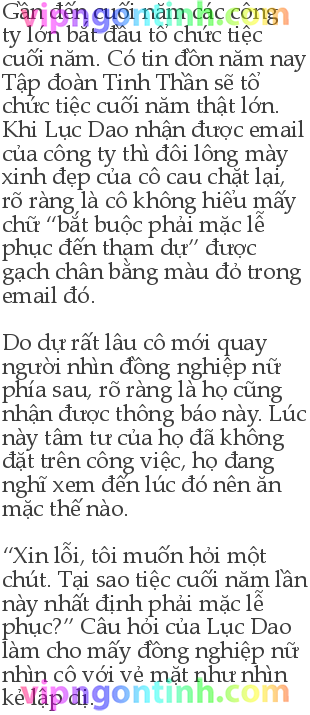 Gần đến cuối năm các công
ty lớn bắt đầu tổ chức tiệc
cuối năm. Có tin đồn năm nay
Tập đoàn Tinh Thần sẽ tổ
chức tiệc cuối năm thật lớn.
Khi Lục Dao nhận được email
của công ty thì đôi lông mày
xinh đẹp của cô cau chặt lại,
rõ ràng là cô không hiểu mấy
chữ “bắt buộc phải mặc lễ
phục đến tham dự” được
gạch chân bằng màu đỏ trong
email đó.
Do dự rất lâu cô mới quay
người nhìn đồng nghiệp nữ
phía sau, rõ ràng là họ cũng
nhận được thông báo này. Lúc
này tâm tư của họ đã không
đặt trên công việc, họ đang
nghĩ xem đến lúc đó nên ăn
mặc thế nào.
“Xin lỗi, tôi muốn hỏi một
chút. Tại sao tiệc cuối năm lần
này nhất định phải mặc lễ
phục?” Câu hỏi của Lục Dao
làm cho mấy đồng nghiệp nữ
nhìn cô với vẻ mặt như nhìn
kẻ lập dị.
vipngontinh.com
vipngontinh.com